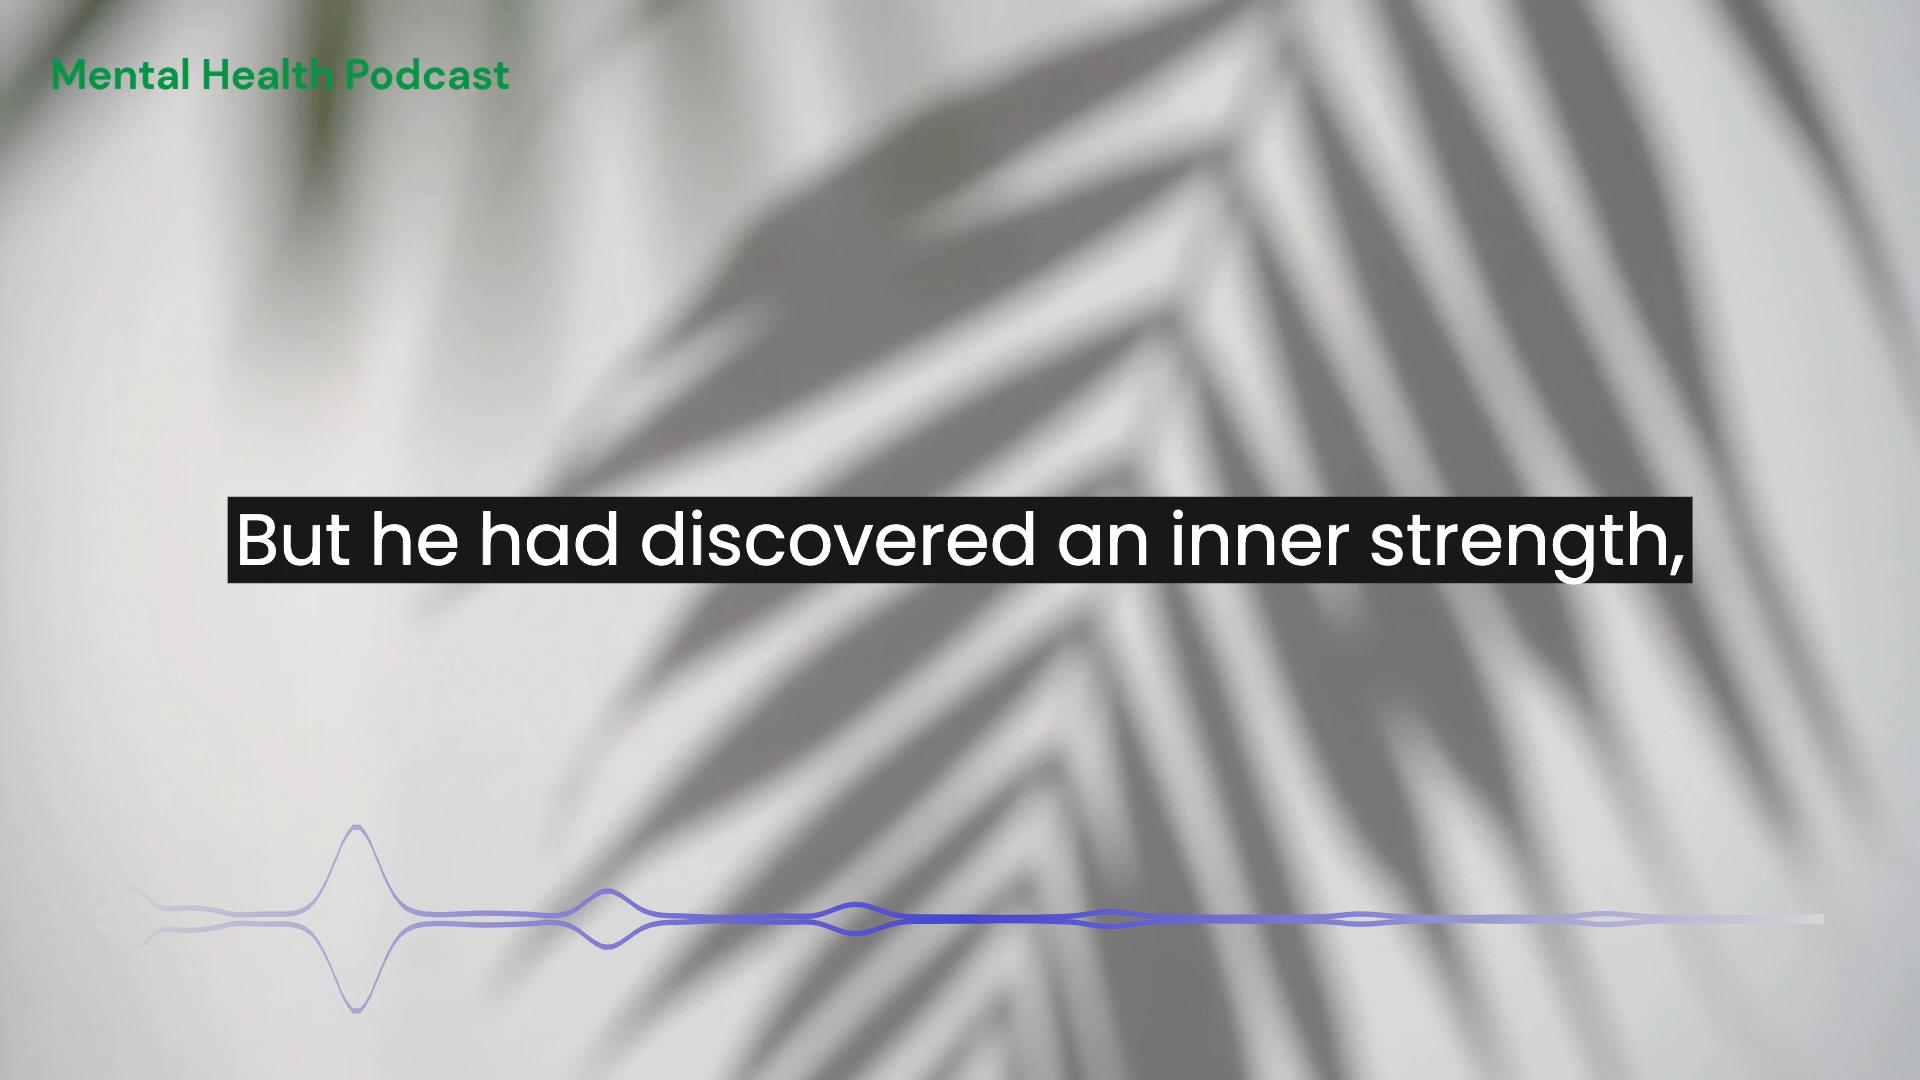 Mental Health Podcast
But he had discovered an inner strength,